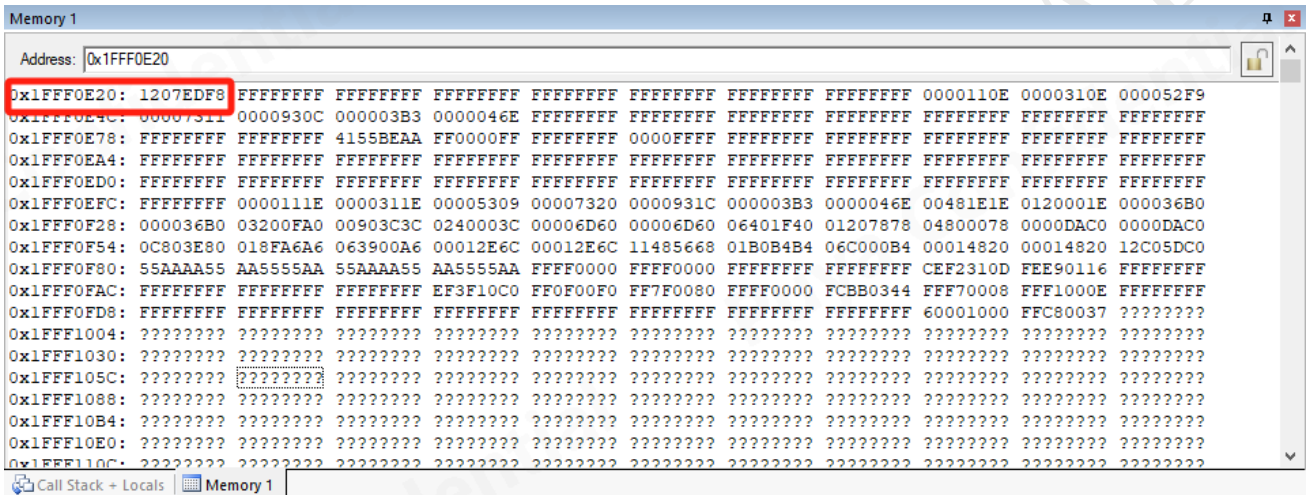 Memory 1
Address: 0x1FFF0E20
0x1FFF0E20: 1207EDF8 FFFFFFFF FFFFFFFF FFFFFFFF FFFFFFFF FFFFFFFF FFFFFFFF FFFFFFFF 0000110E 0000310E 000052F9
0x1FFF0E4C: 00007311 0000930C 000003B3 0000046E FFFFFFFF FFFFFFFF FFFFFFFF FFFFFFFF FFFFFFFF FFFFFFFF FFFFFFFF
0x1FFF0E78: FFFFFFFF FFFFFFFF 4155BEAA FF0000FF FFFFFFFF 0000FFFF FFFFFFFF FFFFFFFF FFFFFFFF FFFFFFFF FFFFFFFF
0x1FFF0EA4: FFFFFFFF FFFFFFFF FFFFFFFF FFFFFFFF FFFFFFFF FFFFFFFF FFFFFFFF FFFFFFFF FFFFFFFF FFFFFFFF FFFFFFFF
0x1FFF0ED0: FFFFFFFF FFFFFFFF FFFFFFFF FFFFFFFF FFFFFFFF FFFFFFFF FFFFFFFF FFFFFFFF FFFFFFFF FFFFFFFF FFFFFFFF
0x1FFF0EFC: FFFFFFFF 0000111E 0000311E 00005309 00007320 0000931C 000003B3 0000046E 00481E1E 0120001E 000036B0
0x1FFF0F28: 000036B0 03200FA0 00903C3C 0240003C 00006D60 00006D60 06401F40 01207878 04800078 0000DAC0 0000DAC0
0x1FFF0F54: 0C803E80 018FA6A6 063900A6 00012E6C 00012E6C 11485668 01B0B4B4 06C000B4 00014820 00014820 12C05DC0
0x1FFF0F80: 55AAAA55 AA5555AA 55AAAA55 AA5555AA FFFF0000 FFFF0000 FFFFFFFF FFFFFFFF CEF2310D FEE90116 FFFFFFFF
0x1FFF0FAC: FFFFFFFF FFFFFFFF FFFFFFFF EF3F10C0 FF0F00F0 FF7F0080 FFFF0000 FCBB0344 FFF70008 FFF1000E FFFFFFFF
0x1FFF0FD8: FFFFFFFF FFFFFFFF FFFFFFFF FFFFFFFF FFFFFFFF FFFFFFFF FFFFFFFF FFFFFFFF 60001000 FFC80037 ????????
0x1FFF1004: ???????? ???????? ???????? ???????? ???????? ???????? ???????? ???????? ???????? ???????? ????????
0x1FFF1030: ???????? ???????? ???????? ???????? ???????? ???????? ???????? ???????? ???????? ???????? ????????
0x1FFF105C: ???????? ???????? ???????? ???????? ???????? ???????? ???????? ???????? ???????? ???????? ????????
0x1FFF1088: ???????? ???????? ???????? ???????? ???????? ???????? ???????? ???????? ???????? ???????? ????????
0x1FFF10B4: ???????? ???????? ???????? ???????? ???????? ???????? ???????? ???????? ???????? ???????? ????????
0x1FFF10E0: ???????? ???????? ???????? ???????? ???????? ???????? ???????? ???????? ???????? ???????? ????????
0x1FFF110C: ???????? ???????? ???????? ???????? ???????? ???????? ???????? ???????? ???????? ???????? ????????
Call Stack + Locals Memory 1